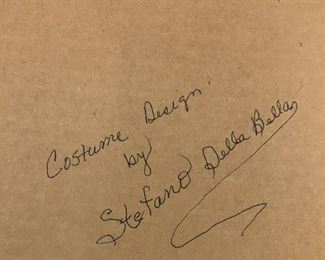 Costume Design:
by
Stefano Della Bella